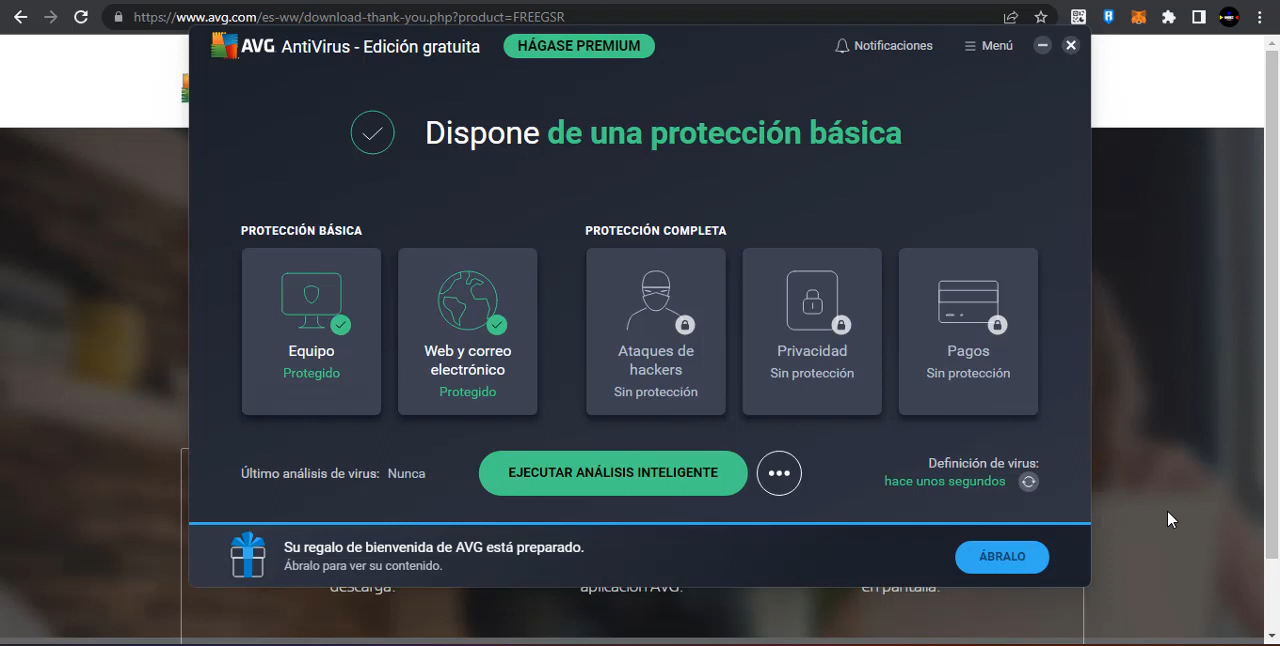 https://www.avg.com/es-ww/download-thank-you.php?product=FREEGSR
AVG AntiVirus - Edición gratuita
HÁGASE PREMIUM
Notificaciones
Menú
Dispone de una protección básica
PROTECCIÓN BÁSICA
PROTECCIÓN COMPLETA
Equipo
Protegido
Web y correo
electrónico
Protegido
Ataques de
hackers
Sin protección
Privacidad
Sin protección
Pagos
Sin protección
Último análisis de virus: Nunca
EJECUTAR ANÁLISIS INTELIGENTE
Definición de virus:
hace unos segundos
Su regalo de bienvenida de AVG está preparado.
Ábralo para ver su contenido.
ÁBRALO
descarga.
aplicación AVG.
en pantalla.